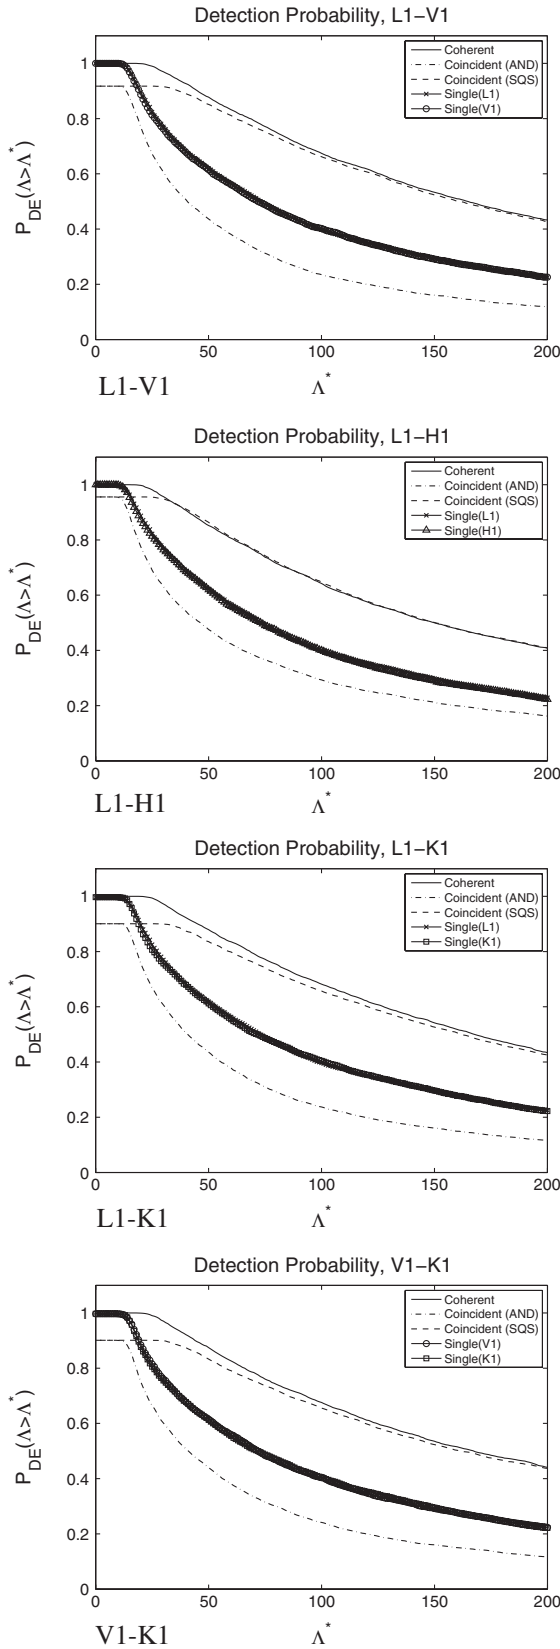 Detection Probability, L1−V1
Coherent
Coincident (AND)
Coincident (SQS)
Single(L1)
Single(V1)
1
0.8
0.6
0.4
0.2
0
P_DE(Λ>Λ*)
0 50 100 150 200
L1-V1 Λ*
Detection Probability, L1−H1
Coherent
Coincident (AND)
Coincident (SQS)
Single(L1)
Single(H1)
1
0.8
0.6
0.4
0.2
0
P_DE(Λ>Λ*)
0 50 100 150 200
L1-H1 Λ*
Detection Probability, L1−K1
Coherent
Coincident (AND)
Coincident (SQS)
Single(L1)
Single(K1)
1
0.8
0.6
0.4
0.2
0
P_DE(Λ>Λ*)
0 50 100 150 200
L1-K1 Λ*
Detection Probability, V1−K1
Coherent
Coincident (AND)
Coincident (SQS)
Single(V1)
Single(K1)
1
0.8
0.6
0.4
0.2
0
P_DE(Λ>Λ*)
0 50 100 150 200
V1-K1 Λ*